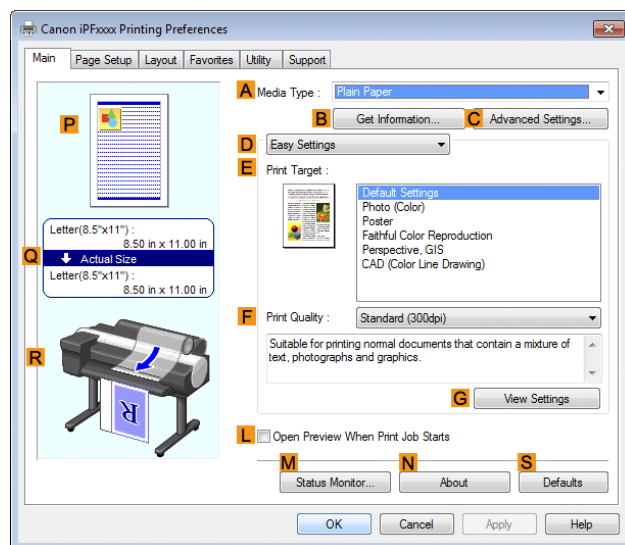 Canon iPFxxxx Printing Preferences
Main Page Setup Layout Favorites Utility Support
P
Letter(8.5"x11") :
8.50 in x 11.00 in
Q
Actual Size
Letter(8.5"x11") :
8.50 in x 11.00 in
R
R
A Media Type : Plain Paper
B Get Information... C Advanced Settings...
D Easy Settings
E Print Target :
Default Settings
Photo (Color)
Poster
Faithful Color Reproduction
Perspective, GIS
CAD (Color Line Drawing)
F Print Quality : Standard (300dpi)
Suitable for printing normal documents that contain a mixture of
text, photographs and graphics.
G View Settings
L Open Preview When Print Job Starts
M N S
Status Monitor... About Defaults
OK Cancel Apply Help